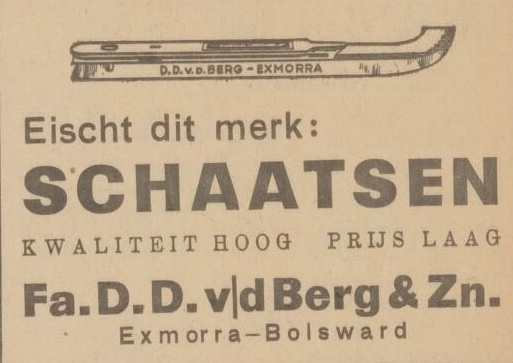 D.D.v.D.BERG - EXMORRA
Eischt dit merk:
SCHAATSEN
KWALITEIT HOOG PRIJS LAAG
Fa. D. D. v|d Berg & Zn.
Exmorra-Bolsward